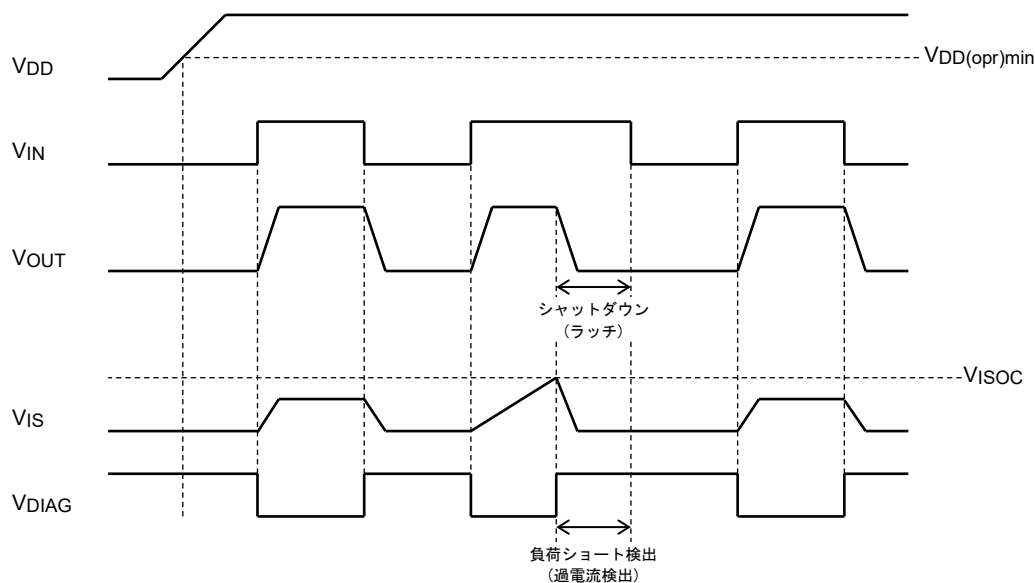 VDD
VDD(opr)min
VIN
VOUT
シャットダウン
(ラッチ)
VISOC
VIS
VDIAG
負荷ショート検出
(過電流検出)